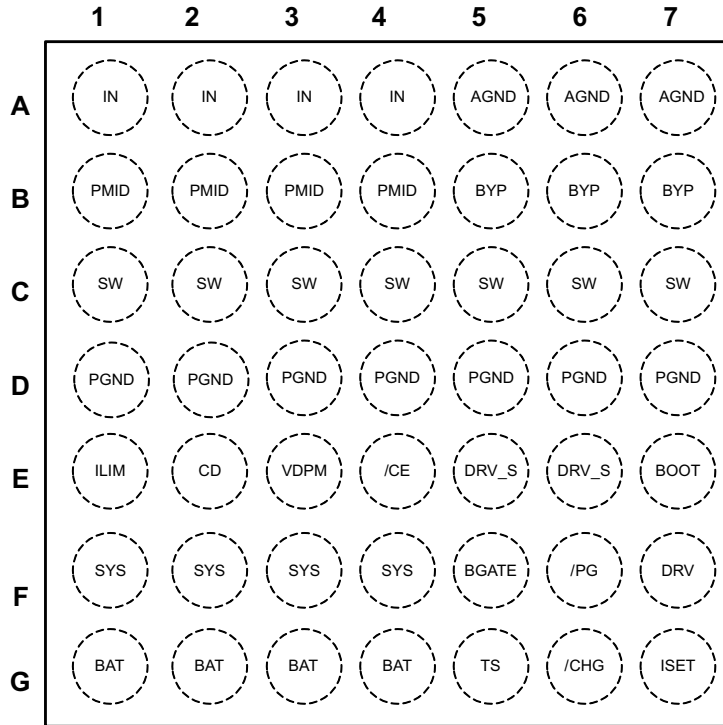 1 2 3 4 5 6 7
A IN IN IN IN AGND AGND AGND
B PMID PMID PMID PMID BYP BYP BYP
C SW SW SW SW SW SW SW
D PGND PGND PGND PGND PGND PGND PGND
E ILIM CD VDPM /CE DRV_S DRV_S BOOT
F SYS SYS SYS SYS BGATE /PG DRV
G BAT BAT BAT BAT TS /CHG ISET